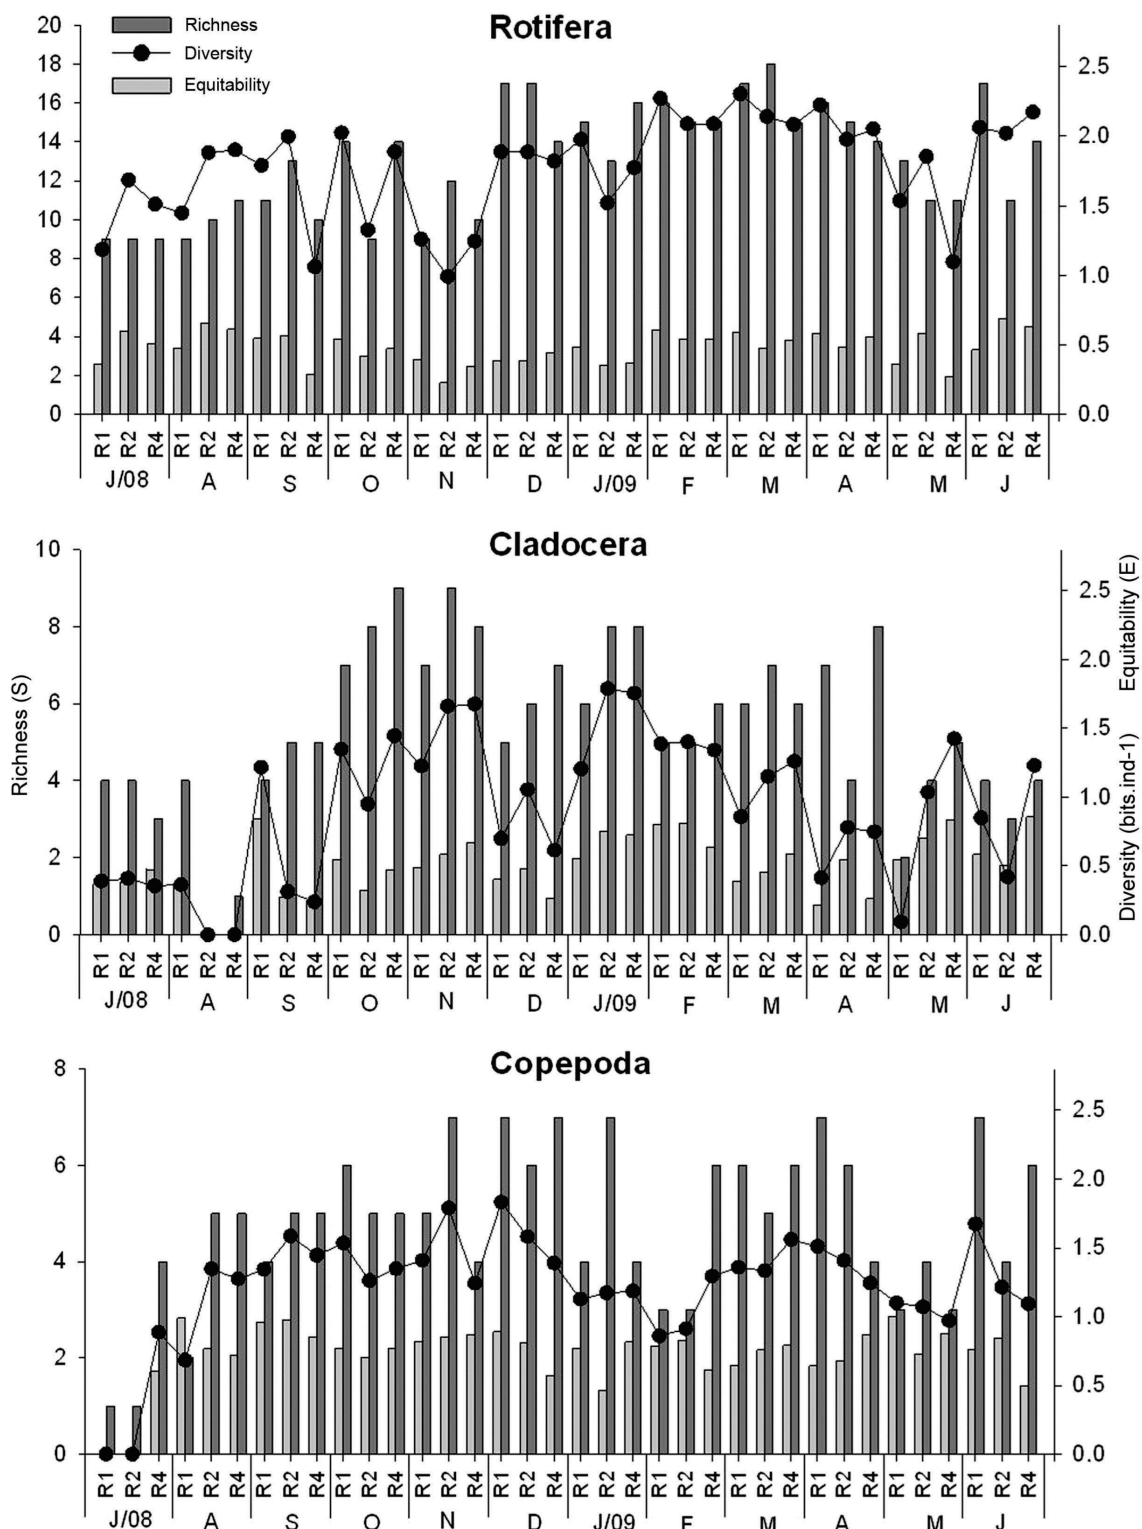 Rotifera
Richness
Diversity
Equitability
20
18
16
14
12
10
8
6
4
2
0
2.5
2.0
1.5
1.0
0.5
0.0
R1 R2 R4 R1 R2 R4 R1 R2 R4 R1 R2 R4 R1 R2 R4 R1 R2 R4 R1 R2 R4 R1 R2 R4 R1 R2 R4 R1 R2 R4 R1 R2 R4 R1 R2 R4
J/08 A S O N D J/09 F M A M J
Cladocera
Richness (S)
10
8
6
4
2
0
2.5
2.0
1.5
1.0
0.5
0.0
Diversity (bits.ind-1) Equitability (E)
R1 R2 R4 R1 R2 R4 R1 R2 R4 R1 R2 R4 R1 R2 R4 R1 R2 R4 R1 R2 R4 R1 R2 R4 R1 R2 R4 R1 R2 R4 R1 R2 R4 R1 R2 R4
J/08 A S O N D J/09 F M A M J
Copepoda
8
6
4
2
0
2.5
2.0
1.5
1.0
0.5
0.0
R1 R2 R4 R1 R2 R4 R1 R2 R4 R1 R2 R4 R1 R2 R4 R1 R2 R4 R1 R2 R4 R1 R2 R4 R1 R2 R4 R1 R2 R4 R1 R2 R4 R1 R2 R4
J/08 A S O N D J/09 F M A M J